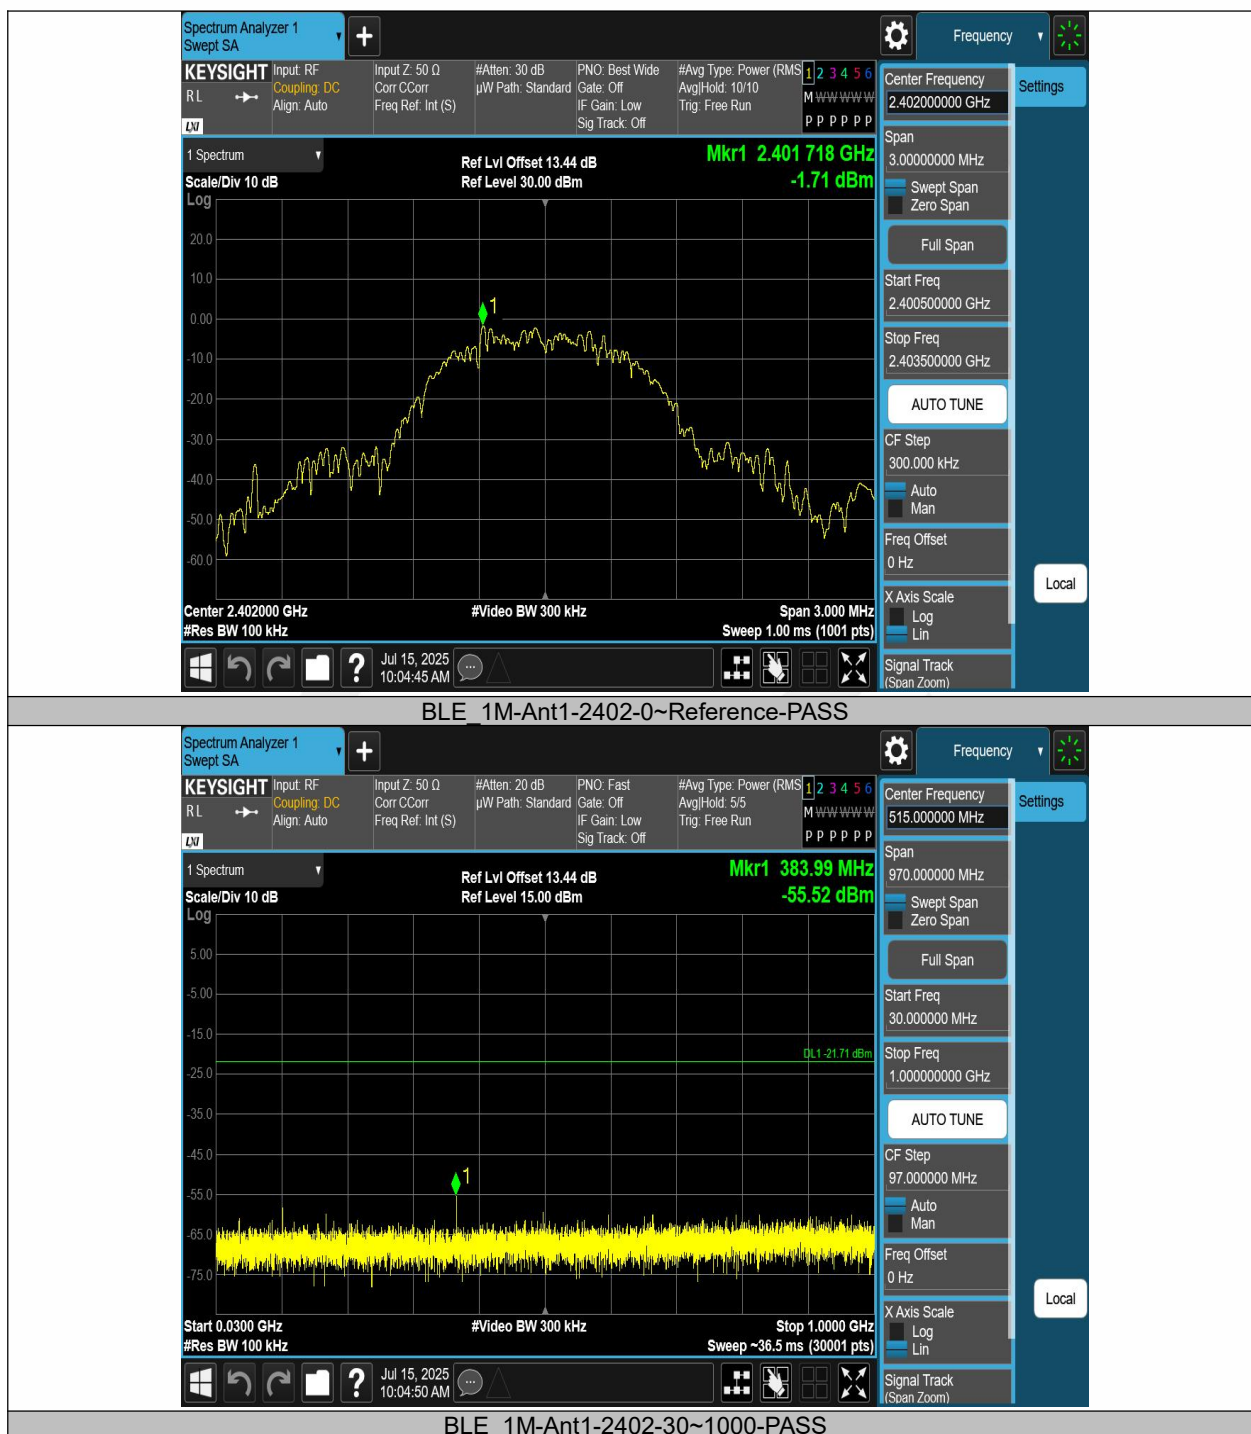 Spectrum Analyzer 1
Swept SA
Frequency
KEYSIGHT
RL
LXI
Input: RF
Coupling: DC
Align: Auto
Input Z: 50 Ω
Corr CCorr
Freq Ref: Int (S)
#Atten: 30 dB
µW Path: Standard
PNO: Best Wide
Gate: Off
IF Gain: Low
Sig Track: Off
#Avg Type: Power (RMS
Avg|Hold: 10/10
Trig: Free Run
1 2 3 4 5 6
M W W W W W
P P P P P P
1 Spectrum
Scale/Div 10 dB
Log
Ref Lvl Offset 13.44 dB
Ref Level 30.00 dBm
Mkr1 2.401 718 GHz
-1.71 dBm
1
20.0
10.0
0.00
-10.0
-20.0
-30.0
-40.0
-50.0
-60.0
Center 2.402000 GHz
#Res BW 100 kHz
#Video BW 300 kHz
Span 3.000 MHz
Sweep 1.00 ms (1001 pts)
Jul 15, 2025
10:04:45 AM
Center Frequency
2.402000000 GHz
Span
3.00000000 MHz
Swept Span
Zero Span
Full Span
Start Freq
2.400500000 GHz
Stop Freq
2.403500000 GHz
AUTO TUNE
CF Step
300.000 kHz
Auto
Man
Freq Offset
0 Hz
X Axis Scale
Log
Lin
Signal Track
(Span Zoom)
Settings
Local
BLE_1M-Ant1-2402-0~Reference-PASS
Spectrum Analyzer 1
Swept SA
Frequency
KEYSIGHT
RL
LXI
Input: RF
Coupling: DC
Align: Auto
Input Z: 50 Ω
Corr CCorr
Freq Ref: Int (S)
#Atten: 20 dB
µW Path: Standard
PNO: Fast
Gate: Off
IF Gain: Low
Sig Track: Off
#Avg Type: Power (RMS
Avg|Hold: 5/5
Trig: Free Run
1 2 3 4 5 6
M W W W W W
P P P P P P
1 Spectrum
Scale/Div 10 dB
Log
Ref Lvl Offset 13.44 dB
Ref Level 15.00 dBm
Mkr1 383.99 MHz
-55.52 dBm
5.00
-5.00
-15.0
DL1 -21.71 dBm
-25.0
-35.0
-45.0
1
-55.0
-65.0
-75.0
Start 0.0300 GHz
#Res BW 100 kHz
#Video BW 300 kHz
Stop 1.0000 GHz
Sweep ~36.5 ms (30001 pts)
Jul 15, 2025
10:04:50 AM
Center Frequency
515.000000 MHz
Span
970.000000 MHz
Swept Span
Zero Span
Full Span
Start Freq
30.000000 MHz
Stop Freq
1.000000000 GHz
AUTO TUNE
CF Step
97.000000 MHz
Auto
Man
Freq Offset
0 Hz
X Axis Scale
Log
Lin
Signal Track
(Span Zoom)
Settings
Local
BLE_1M-Ant1-2402-30~1000-PASS